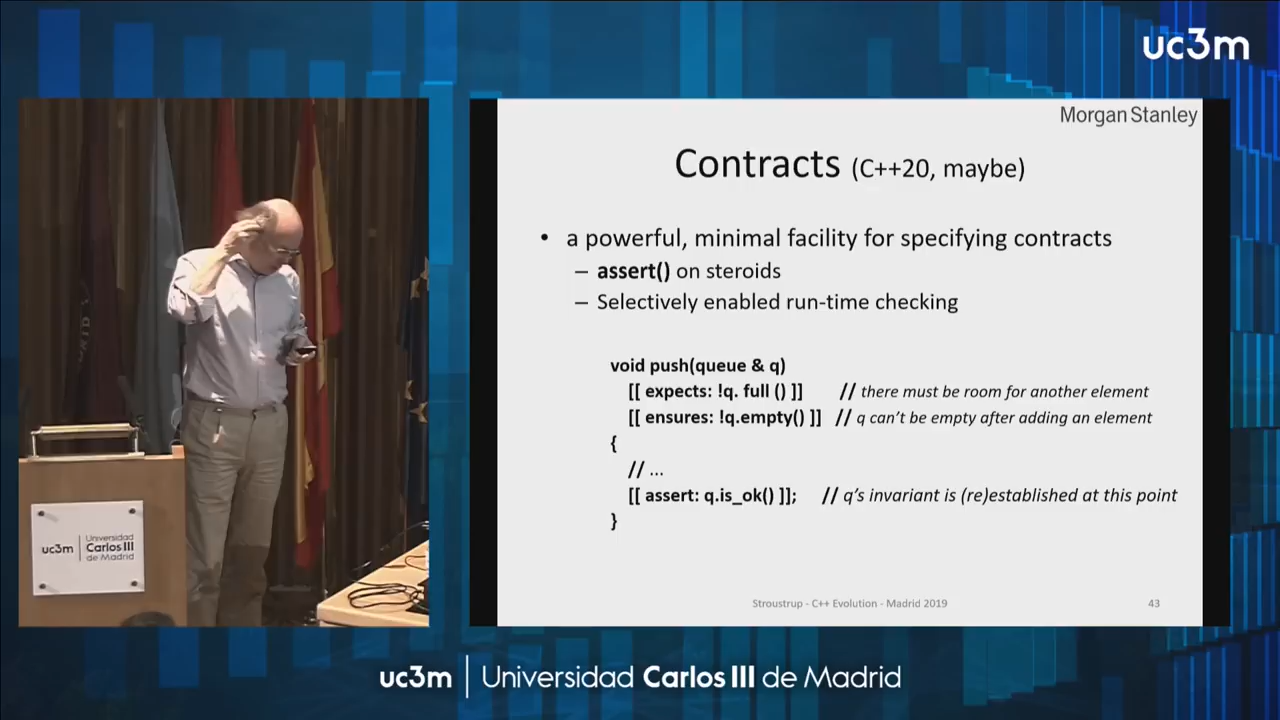 uc3m
Morgan Stanley
Contracts (C++20, maybe)
• a powerful, minimal facility for specifying contracts
– assert() on steroids
– Selectively enabled run-time checking
void push(queue & q)
[[ expects: !q. full () ]] // there must be room for another element
[[ ensures: !q.empty() ]] // q can't be empty after adding an element
{
// ...
[[ assert: q.is_ok() ]]; // q's invariant is (re)established at this point
}
Stroustrup - C++ Evolution - Madrid 2019 43
uc3m Universidad Carlos III de Madrid
uc3m | Universidad Carlos III de Madrid